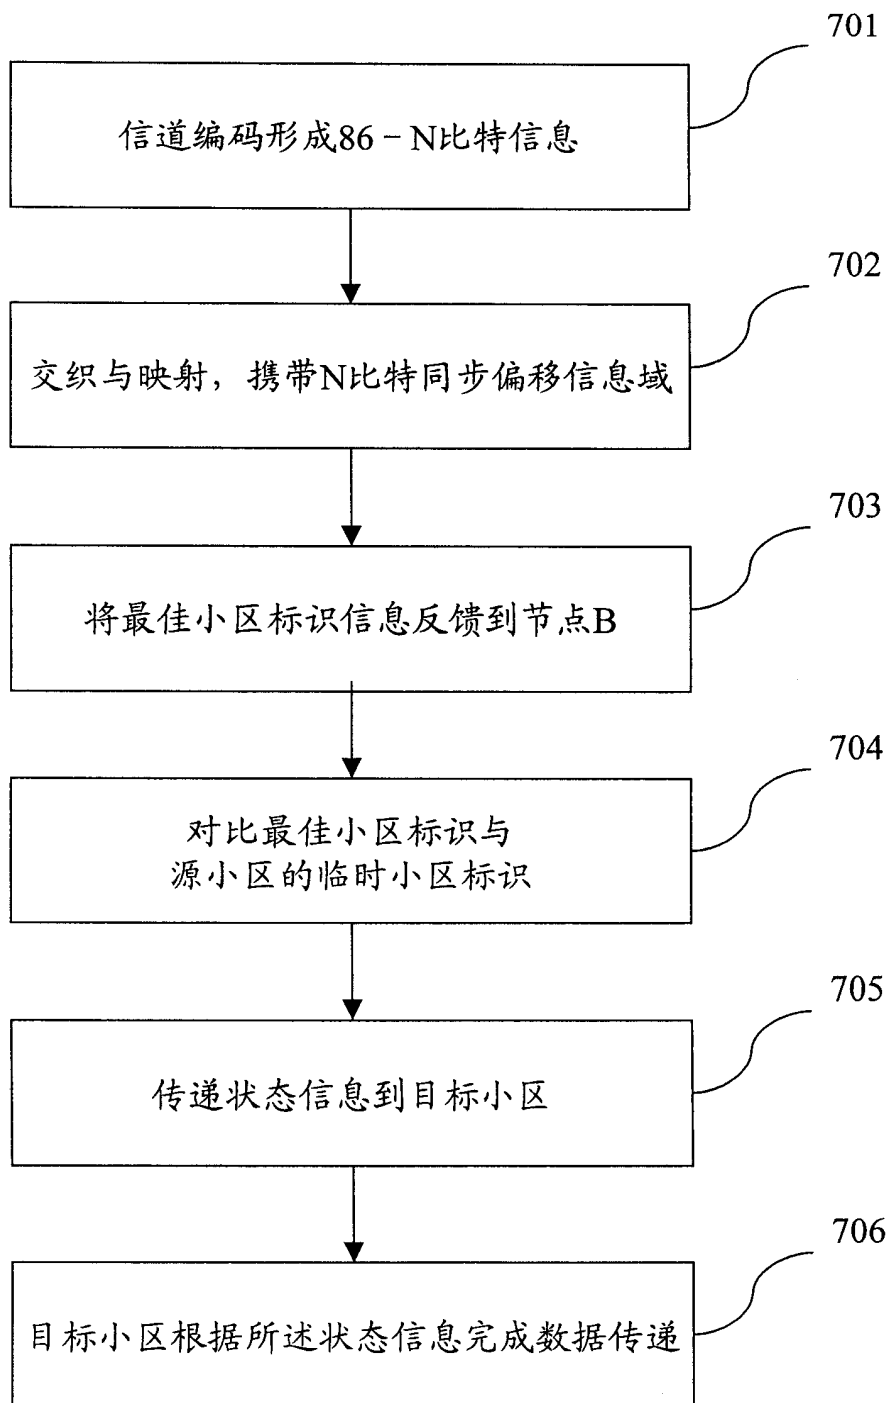 701
信道编码形成86－N比特信息
702
交织与映射，携带N比特同步偏移信息域
703
将最佳小区标识信息反馈到节点B
704
对比最佳小区标识与
源小区的临时小区标识
705
传递状态信息到目标小区
706
目标小区根据所述状态信息完成数据传递